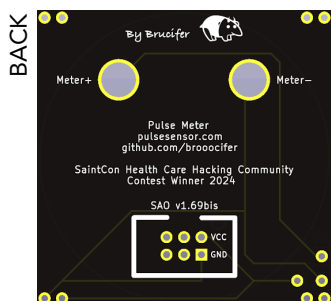 BACK
By Brucifer
Meter+ Meter-
Pulse Meter
pulsesensor.com
github.com/brooocifer
SaintCon Health Care Hacking Community
Contest Winner 2024
SAO v1.69bis
VCC
GND